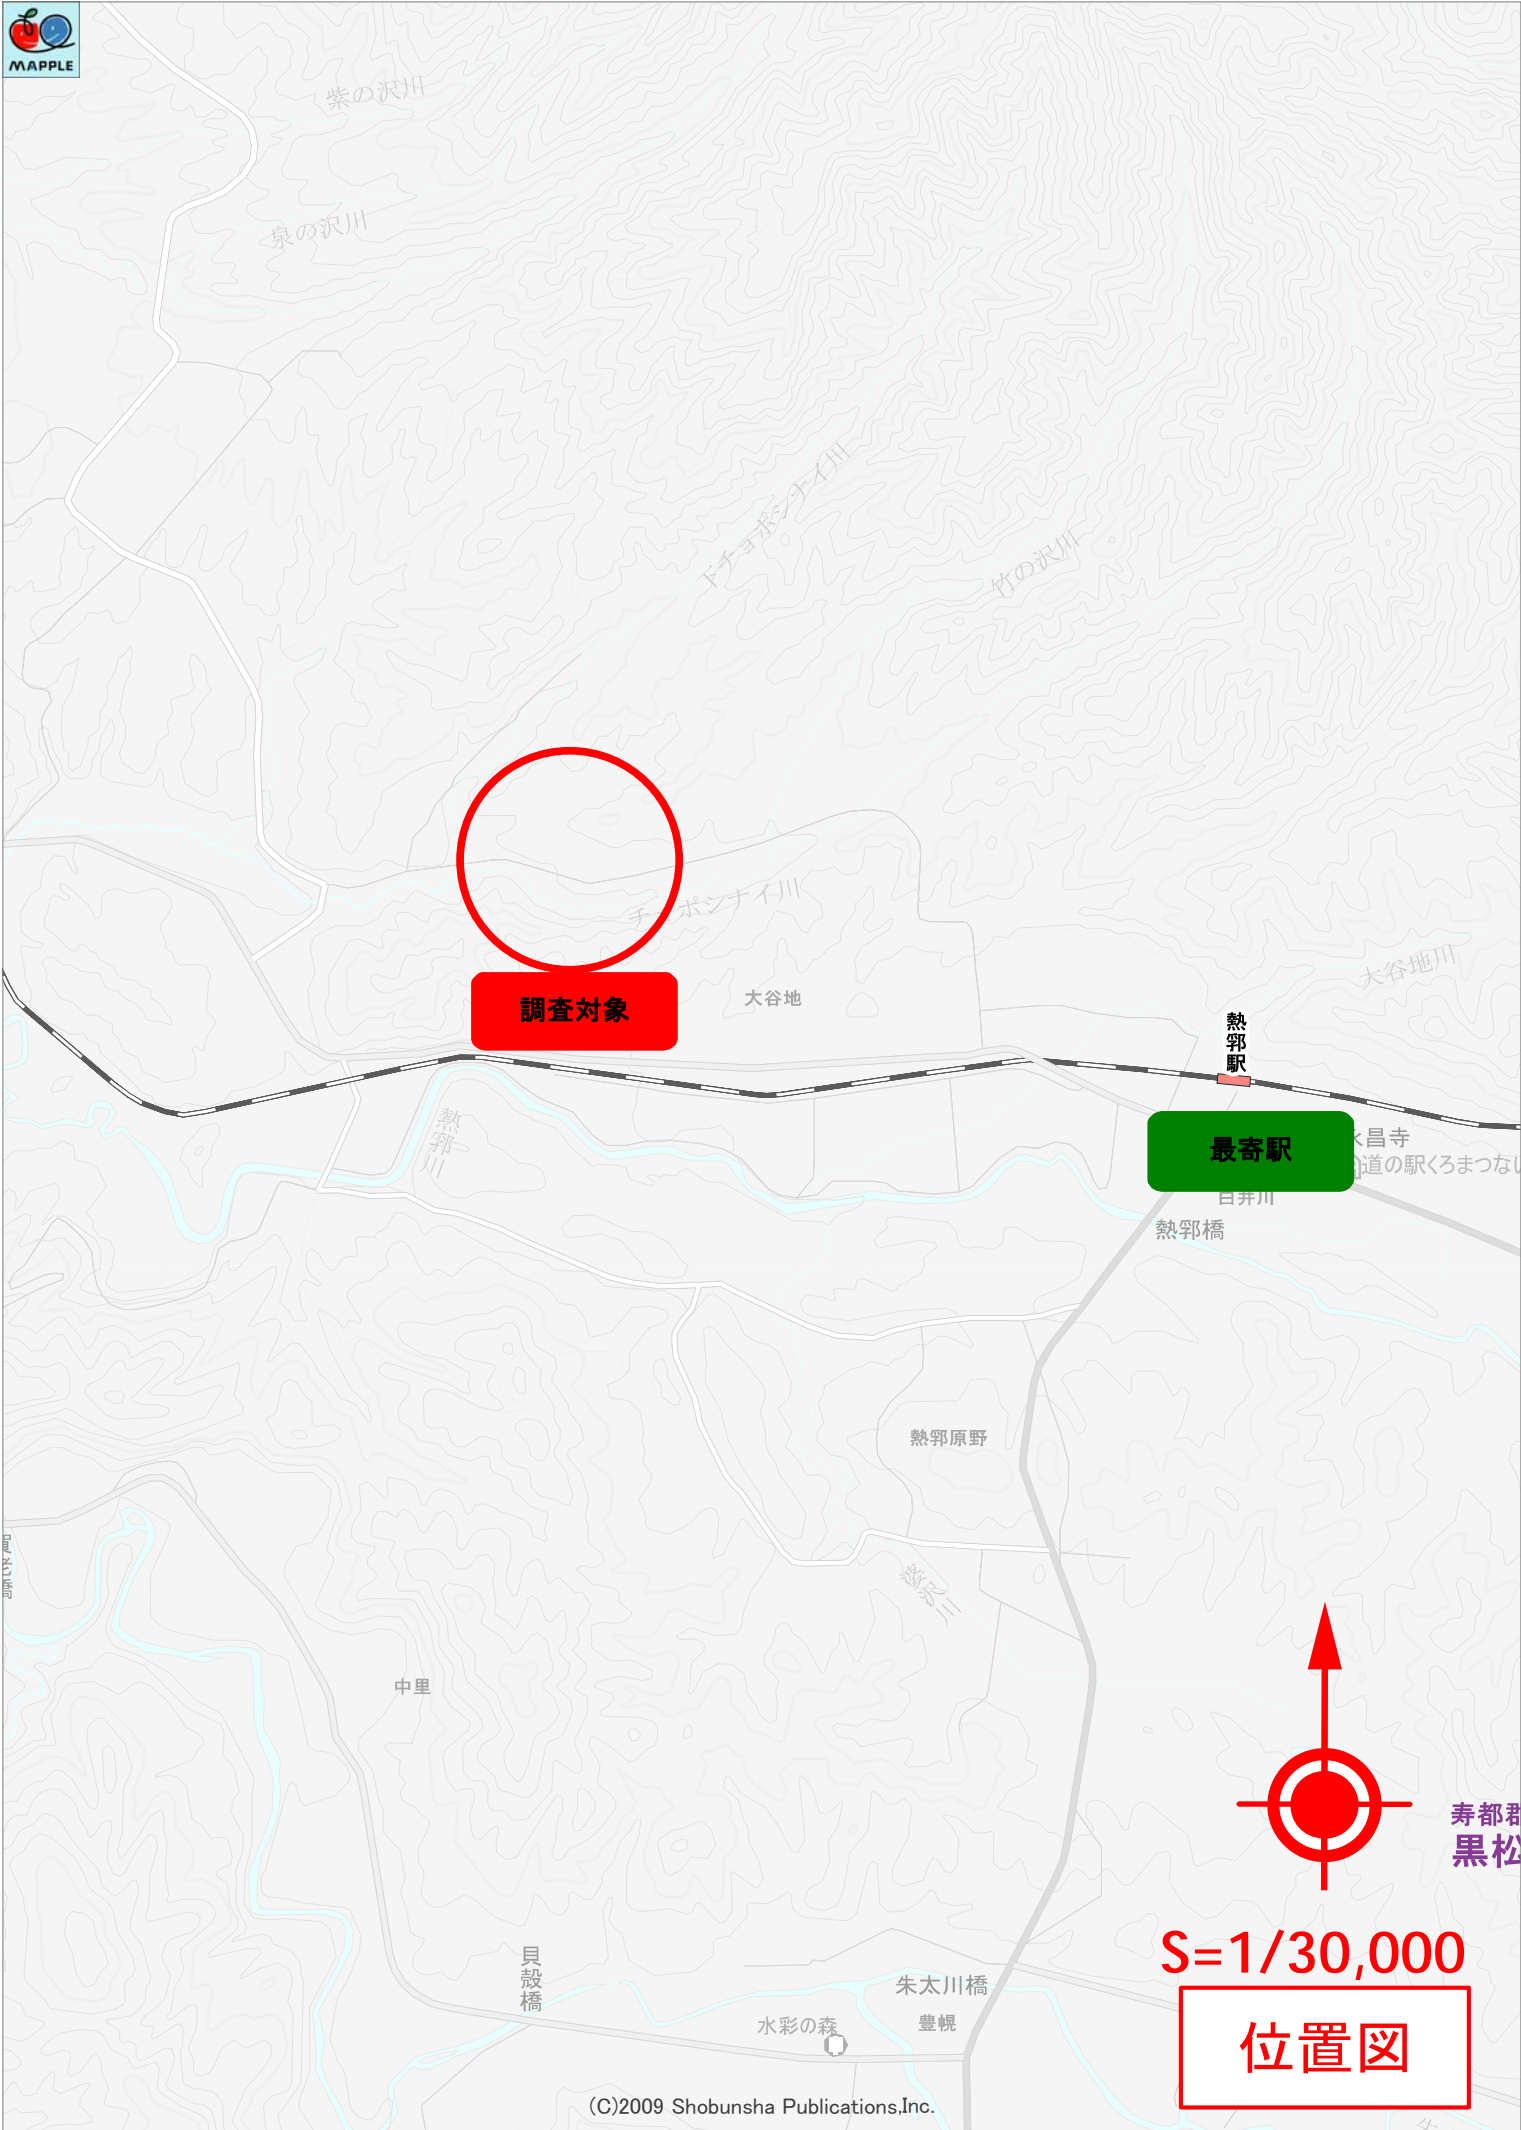 MAPPLE
紫の沢川
泉の沢川
ドチョポシナイ川
竹の沢川
チョポシナイ川
大谷地川
調査対象
大谷地
熱郛駅
熱郛川
最寄駅
昌寺
道の駅くろまつない
白井川
熱郛橋
熱郛原野
中里
寿都郡
黒松
S=1/30,000
貝殻橋
朱太川橋
水彩の森
豊幌
位置図
(C)2009 Shobunsha Publications,Inc.